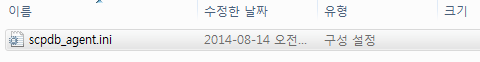 이름 수정한 날짜 유형 크기
scpdb_agent.ini 2014-08-14 오전... 구성 설정